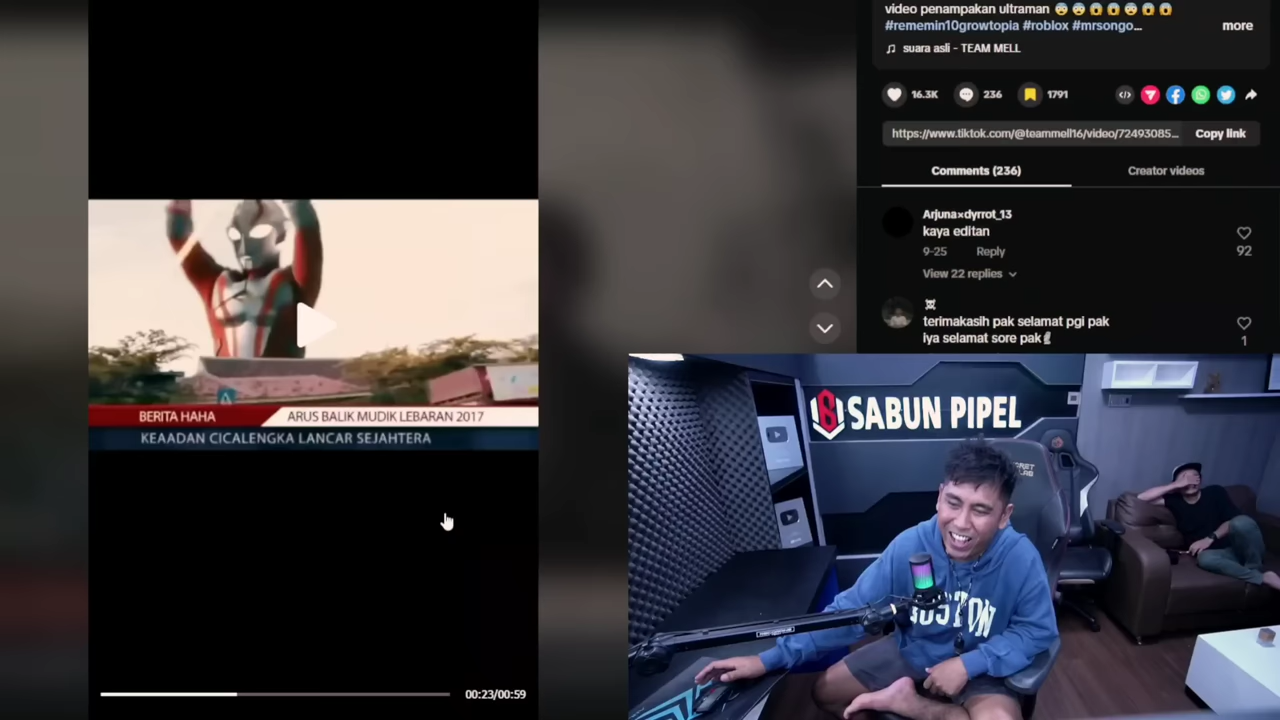 video penampakan ultraman 😨😨😱😱😨😱😱
#rememin10growtopia #roblox #mrsongo... more
♫ suara asli - TEAM MELL
16.3K 236 1791
https://www.tiktok.com/@teammell16/video/72493085... Copy link
Comments (236) Creator videos
Arjuna×dyrrot_13
kaya editan
92
9-25 Reply
View 22 replies
terimakasih pak selamat pgi pak
iya selamat sore pak
1
BERITA HAHA ARUS BALIK MUDIK LEBARAN 2017
KEAADAN CICALENGKA LANCAR SEJAHTERA
00:23/00:59
SABUN PIPEL
BOSTON